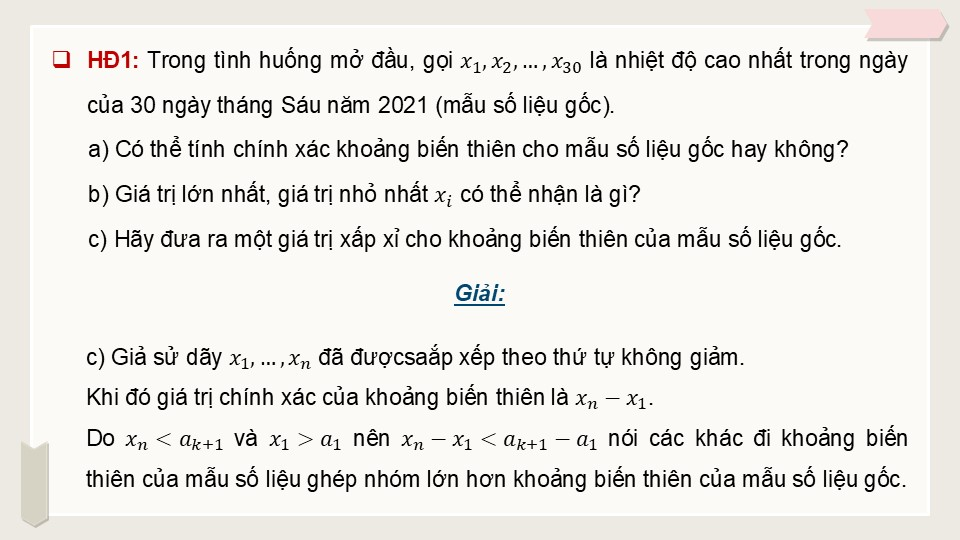 ❑ HĐ1: Trong tình huống mở đầu, gọi 𝑥₁, 𝑥₂, … , 𝑥₃₀ là nhiệt độ cao nhất trong ngày
của 30 ngày tháng Sáu năm 2021 (mẫu số liệu gốc).
a) Có thể tính chính xác khoảng biến thiên cho mẫu số liệu gốc hay không?
b) Giá trị lớn nhất, giá trị nhỏ nhất 𝑥ᵢ có thể nhận là gì?
c) Hãy đưa ra một giá trị xấp xỉ cho khoảng biến thiên của mẫu số liệu gốc.
Giải:
c) Giả sử dãy 𝑥₁, … , 𝑥ₙ đã đượcsaắp xếp theo thứ tự không giảm.
Khi đó giá trị chính xác của khoảng biến thiên là 𝑥ₙ − 𝑥₁.
Do 𝑥ₙ < 𝑎ₖ₊₁ và 𝑥₁ > 𝑎₁ nên 𝑥ₙ − 𝑥₁ < 𝑎ₖ₊₁ − 𝑎₁ nói các khác đi khoảng biến
thiên của mẫu số liệu ghép nhóm lớn hơn khoảng biến thiên của mẫu số liệu gốc.